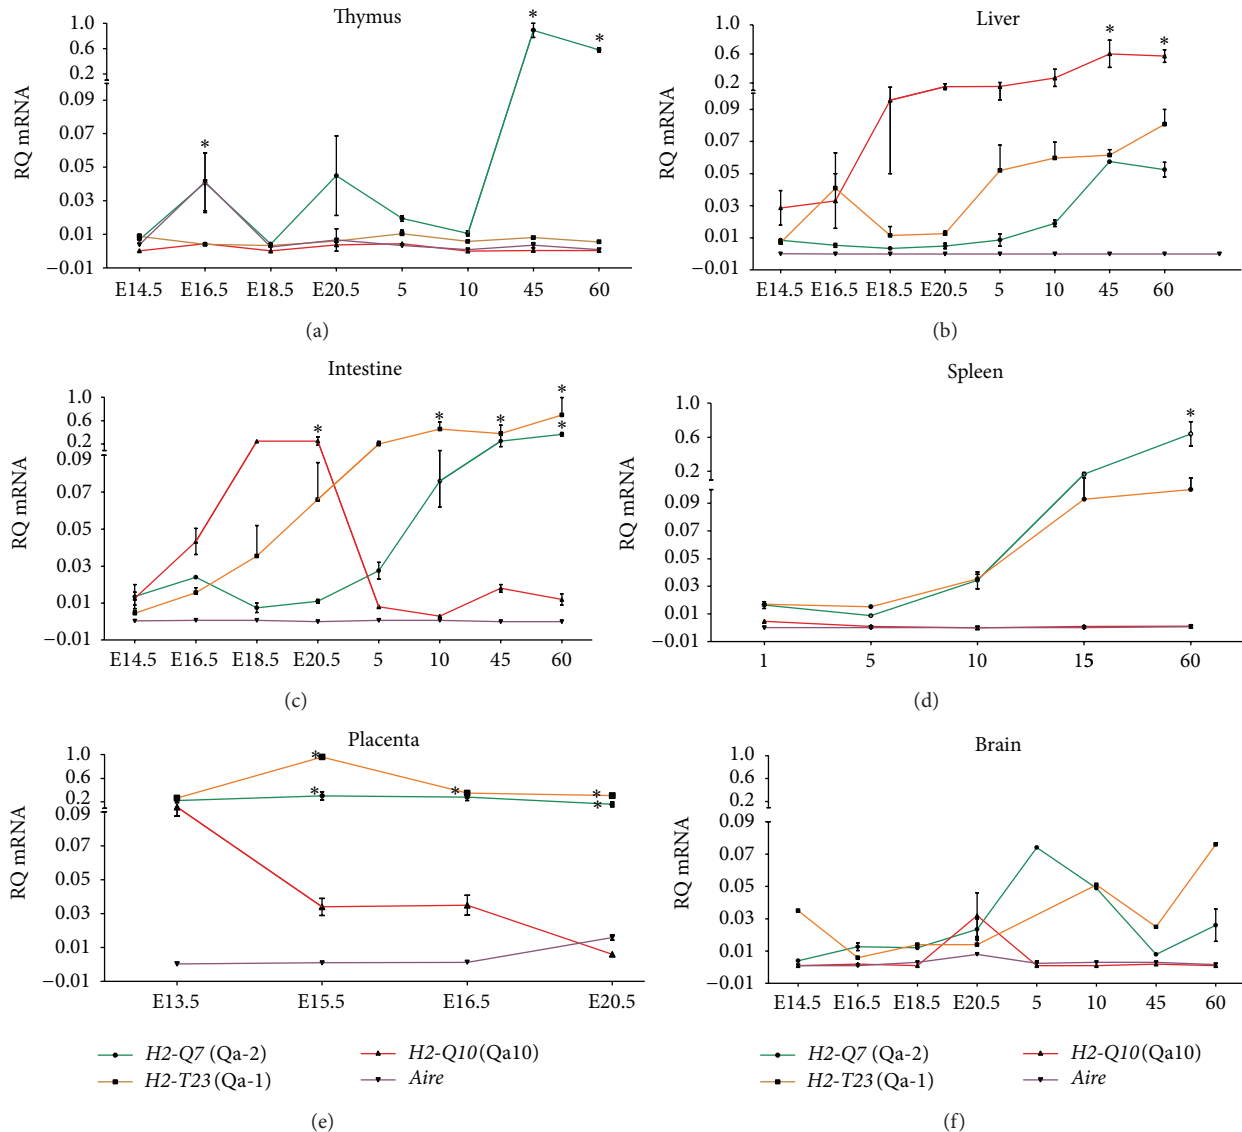 Thymus
RQ mRNA
1.0
0.6
0.2
0.09
0.07
0.05
0.03
0.01
−0.01
* * *
E14.5 E16.5 E18.5 E20.5 5 10 45 60
(a)
Liver
RQ mRNA
1.0
0.6
0.2
0.09
0.07
0.05
0.03
0.01
−0.01
* *
E14.5 E16.5 E18.5 E20.5 5 10 45 60
(b)
Intestine
RQ mRNA
1.0
0.6
0.2
0.09
0.07
0.05
0.03
0.01
−0.01
* * * * *
E14.5 E16.5 E18.5 E20.5 5 10 45 60
(c)
Spleen
RQ mRNA
1.0
0.6
0.2
0.09
0.07
0.05
0.03
0.01
−0.01
*
1 5 10 15 60
(d)
Placenta
RQ mRNA
1.0
0.6
0.2
0.09
0.07
0.05
0.03
0.01
−0.01
* * * * *
E13.5 E15.5 E16.5 E20.5
H2-Q7 (Qa-2) H2-Q10 (Qa10)
H2-T23 (Qa-1) Aire
(e)
Brain
RQ mRNA
1.0
0.6
0.2
0.09
0.07
0.05
0.03
0.01
−0.01
E14.5 E16.5 E18.5 E20.5 5 10 45 60
H2-Q7 (Qa-2) H2-Q10 (Qa10)
H2-T23 (Qa-1) Aire
(f)